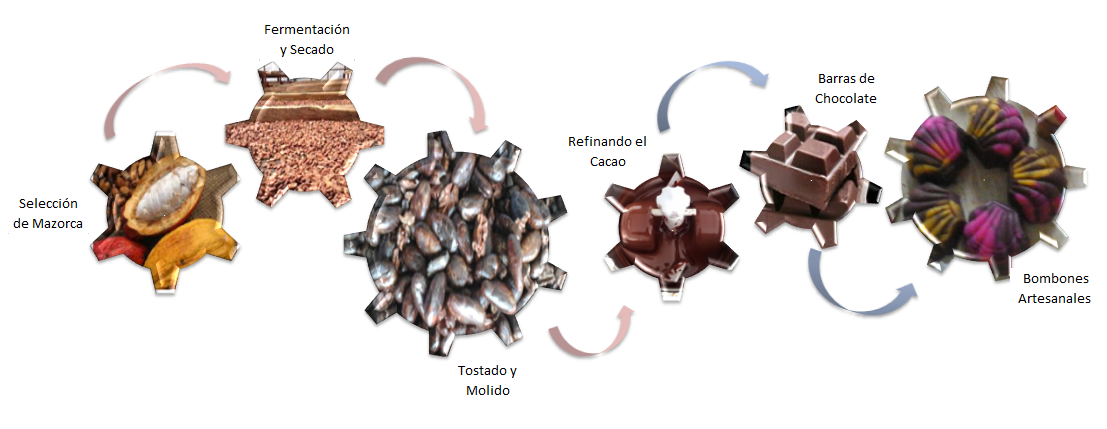 Fermentación
y Secado
Selección
de Mazorca
Tostado y
Molido
Refinando el
Cacao
Barras de
Chocolate
Bombones
Artesanales